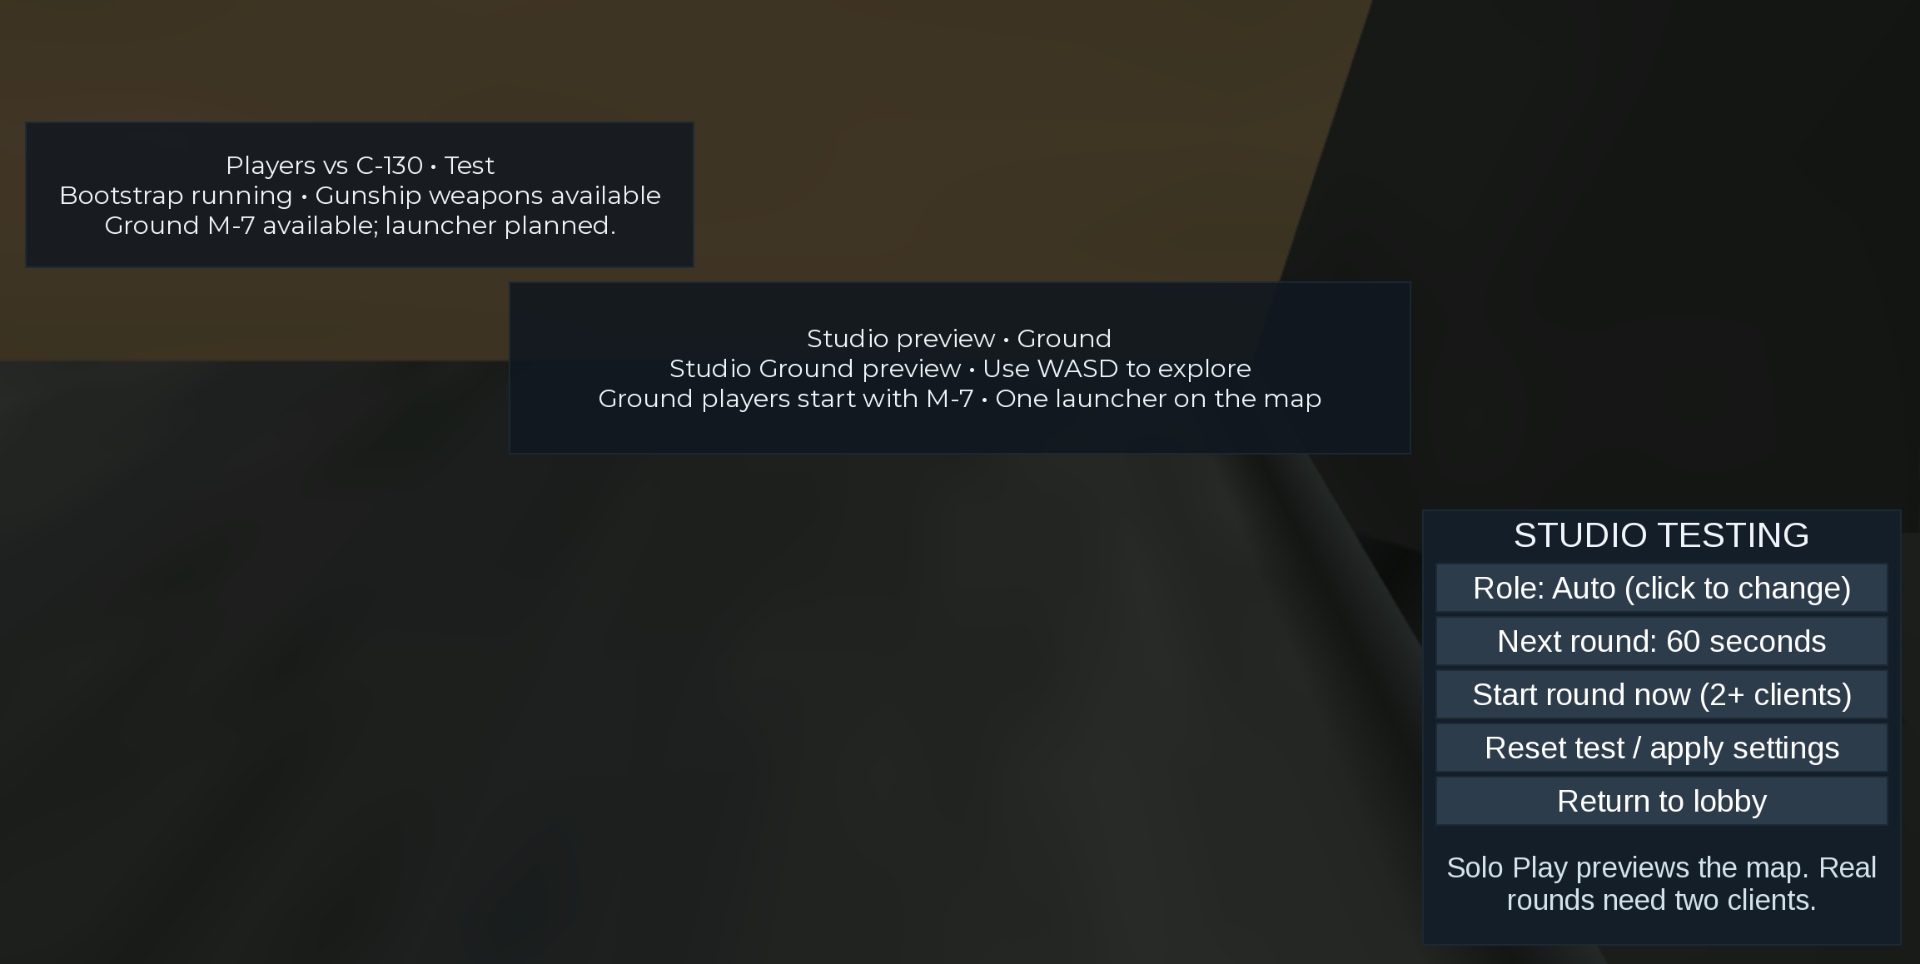 Players vs C-130 • Test
Bootstrap running • Gunship weapons available
Ground M-7 available; launcher planned.
Studio preview • Ground
Studio Ground preview • Use WASD to explore
Ground players start with M-7 • One launcher on the map
STUDIO TESTING
Role: Auto (click to change)
Next round: 60 seconds
Start round now (2+ clients)
Reset test / apply settings
Return to lobby
Solo Play previews the map. Real
rounds need two clients.